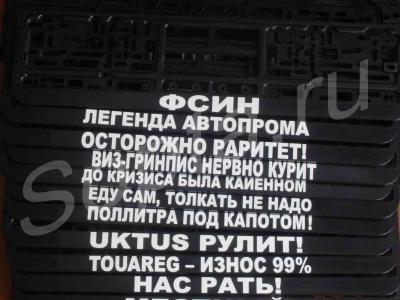 ФСИН
ЛЕГЕНДА АВТОПРОМА
ОСТОРОЖНО РАРИТЕТ!
ВИЗ-ГРИНПИС НЕРВНО КУРИТ
ДО КРИЗИСА БЫЛА КАЙЕННОМ
ЕДУ САМ, ТОЛКАТЬ НЕ НАДО
ПОЛЛИТРА ПОД КАПОТОМ!
UKTUS РУЛИТ!
TOUAREG – ИЗНОС 99%
НАС РАТЬ!